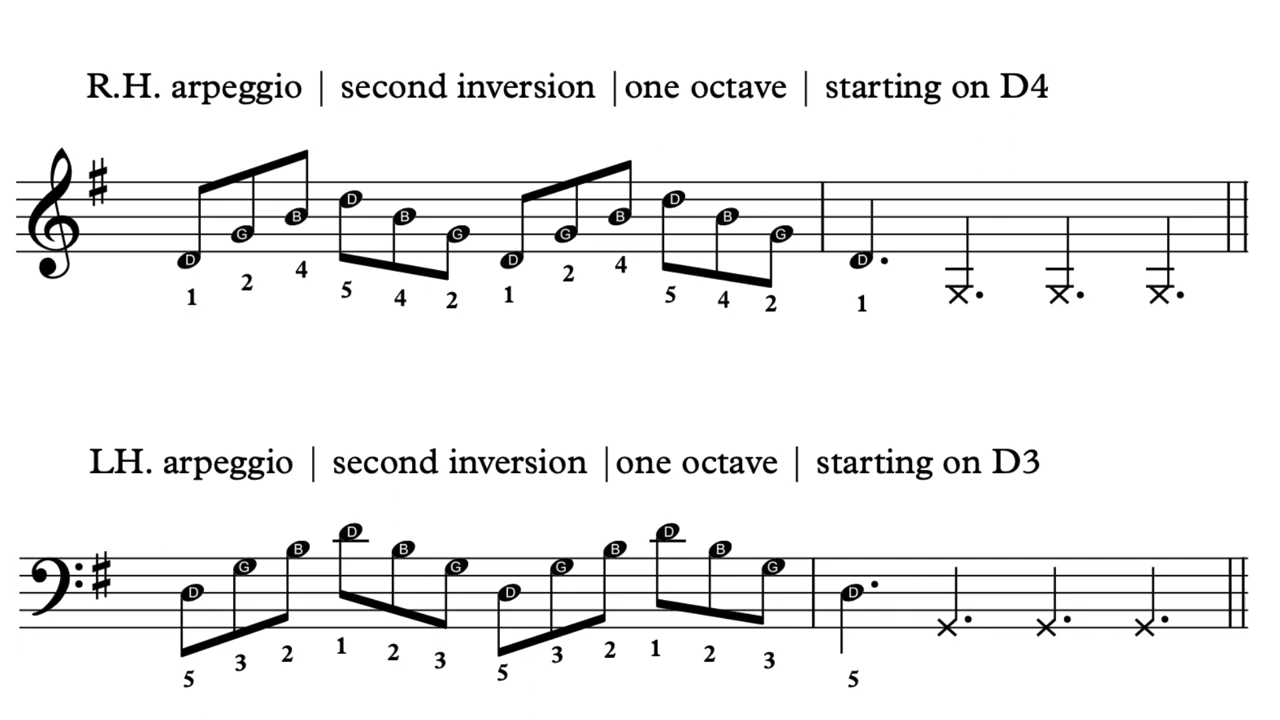 R.H. arpeggio | second inversion |one octave | starting on D4
D G B D B G D G B D B G D
1 2 4 5 4 2 1 2 4 5 4 2 1
LH. arpeggio | second inversion |one octave | starting on D3
D G B D B G D G B D B G D
5 3 2 1 2 3 5 3 2 1 2 3 5